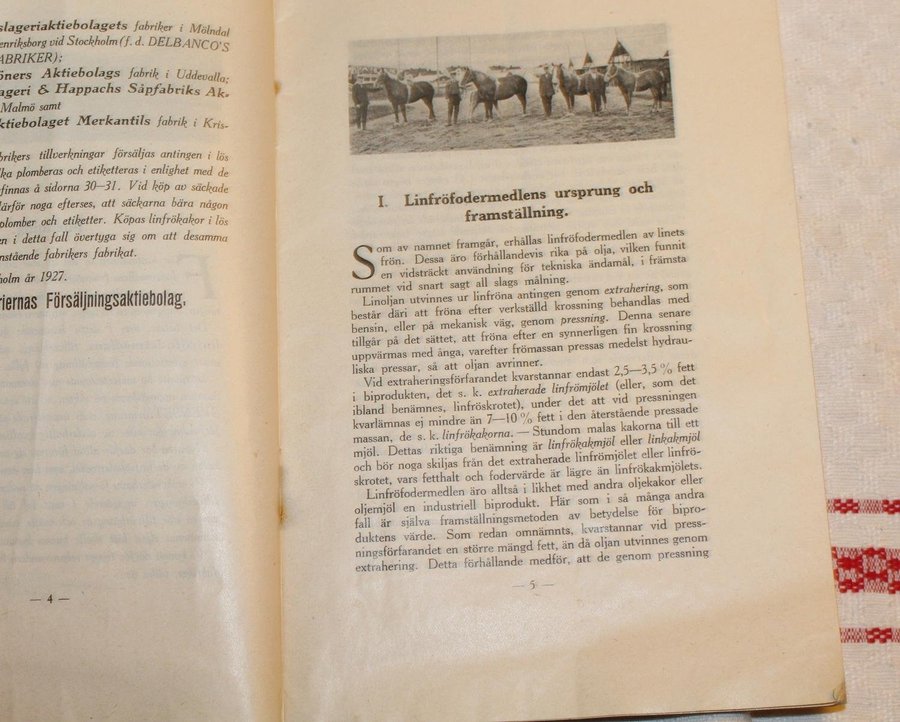 slageriaktiebolagets fabriker i Mölndal
enriksborg vid Stockholm (f. d. DELBANCO'S
ABRIKER);
öners Aktiebolags fabrik i Uddevalla;
ageri & Happachs Såpfabriks Ak-
Malmö samt
ktiebolaget Merkantils fabrik i Kris-
brikers tillverkningar försäljas antingen i lös
ka plomberas och etiketteras i enlighet med de
finnas å sidorna 30—31. Vid köp av säckade
därför noga efterses, att säckarna bära någon
plomber och etiketter. Köpas linfrökakor i lös
en i detta fall övertyga sig om att desamma
nstående fabrikers fabrikat.
holm år 1927.
riernas Försäljningsaktiebolag.
— 4 —
I. Linfröfodermedlens ursprung och
framställning.
Som av namnet framgår, erhållas linfröfodermedlen av linets
frön. Dessa äro förhållandevis rika på olja, vilken funnit
en vidsträckt användning för tekniska ändamål, i främsta
rummet vid snart sagt all slags målning.
Linoljan utvinnes ur linfröna antingen genom extrahering, som
består däri att fröna efter verkställd krossning behandlas med
bensin, eller på mekanisk väg, genom pressning. Denna senare
tillgår på det sättet, att fröna efter en synnerligen fin krossning
uppvärmas med ånga, varefter frömassan pressas medelst hydrau-
liska pressar, så att oljan avrinner.
Vid extraheringsförfarandet kvarstannar endast 2,5—3,5 % fett
i biprodukten, det s. k. extraherade linfrömjölet (eller, som det
ibland benämnes, linfröskrotet), under det att vid pressningen
kvarlämnas ej mindre än 7—10 % fett i den återstående pressade
massan, de s. k. linfrökakorna. — Stundom malas kakorna till ett
mjöl. Dettas riktiga benämning är linfrökakmjöl eller linkakmjöl
och bör noga skiljas från det extraherade linfrömjölet eller linfrö-
skrotet, vars fetthalt och fodervärde är lägre än linfrökakmjölets.
Linfröfodermedlen äro alltså i likhet med andra oljekakor eller
oljemjöl en industriell biprodukt. Här som i så många andra
fall är själva framställningsmetoden av betydelse för bipro-
duktens värde. Som redan omnämnts, kvarstannar vid press-
ningsförfarandet en större mängd fett, än då oljan utvinnes genom
extrahering. Detta förhållande medför, att de genom pressning
— 5 —